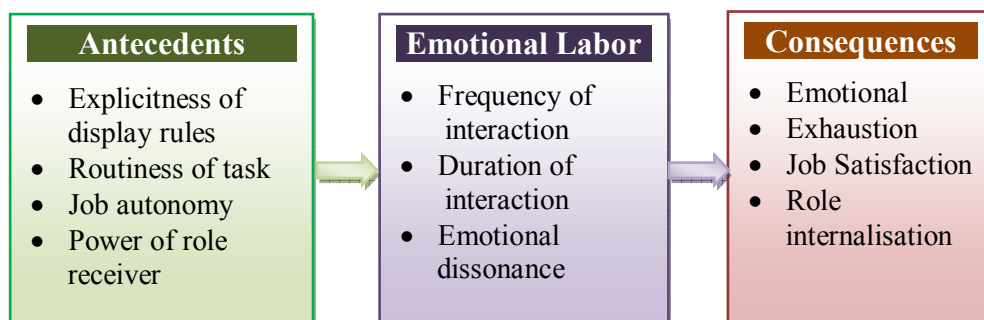 Antecedents
• Explicitness of
display rules
• Routiness of task
• Job autonomy
• Power of role
receiver
Emotional Labor
• Frequency of
interaction
• Duration of
interaction
• Emotional
dissonance
Consequences
• Emotional
• Exhaustion
• Job Satisfaction
• Role
internalisation